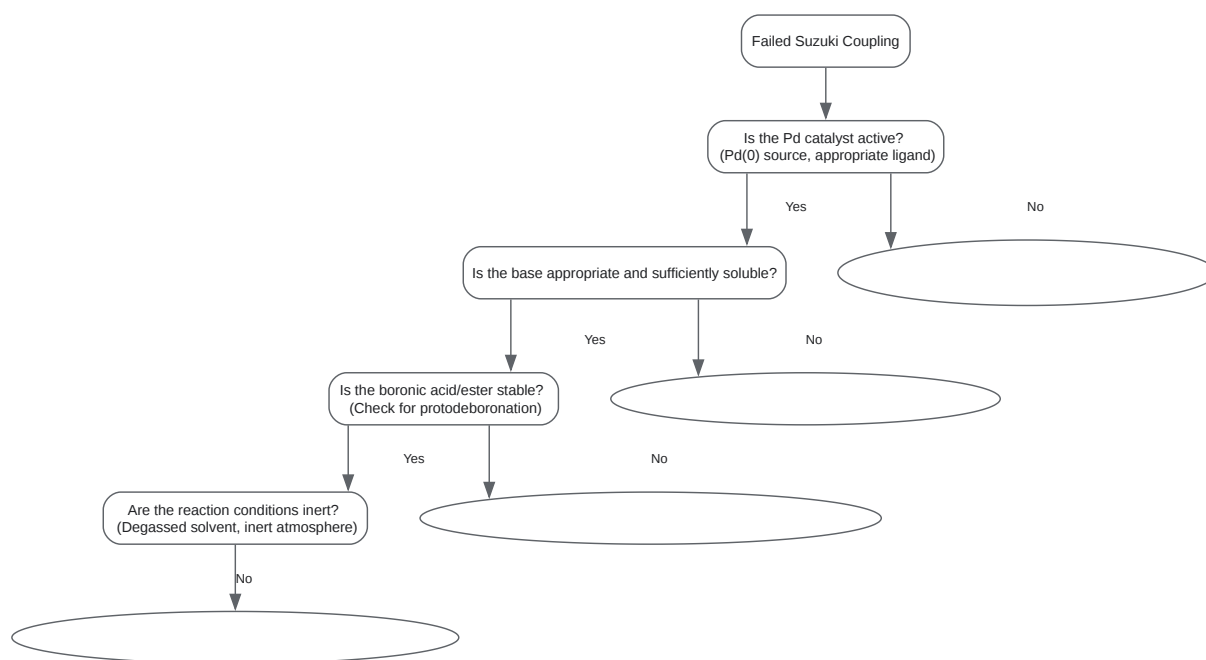 Failed Suzuki Coupling
Is the Pd catalyst active?
(Pd(0) source, appropriate ligand)
Yes
No
Is the base appropriate and sufficiently soluble?
Yes
No
Is the boronic acid/ester stable?
(Check for protodeboronation)
Yes
No
Are the reaction conditions inert?
(Degassed solvent, inert atmosphere)
No